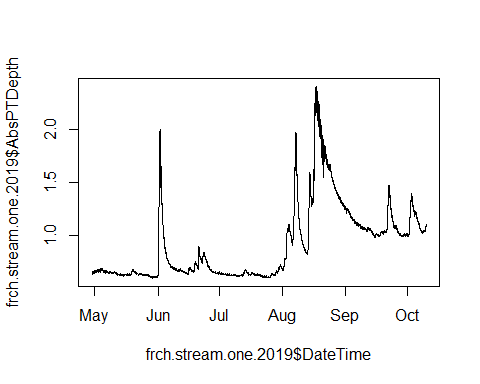 frch.stream.one.2019$AbsPTDepth
2.0
1.5
1.0
May Jun Jul Aug Sep Oct
frch.stream.one.2019$DateTime